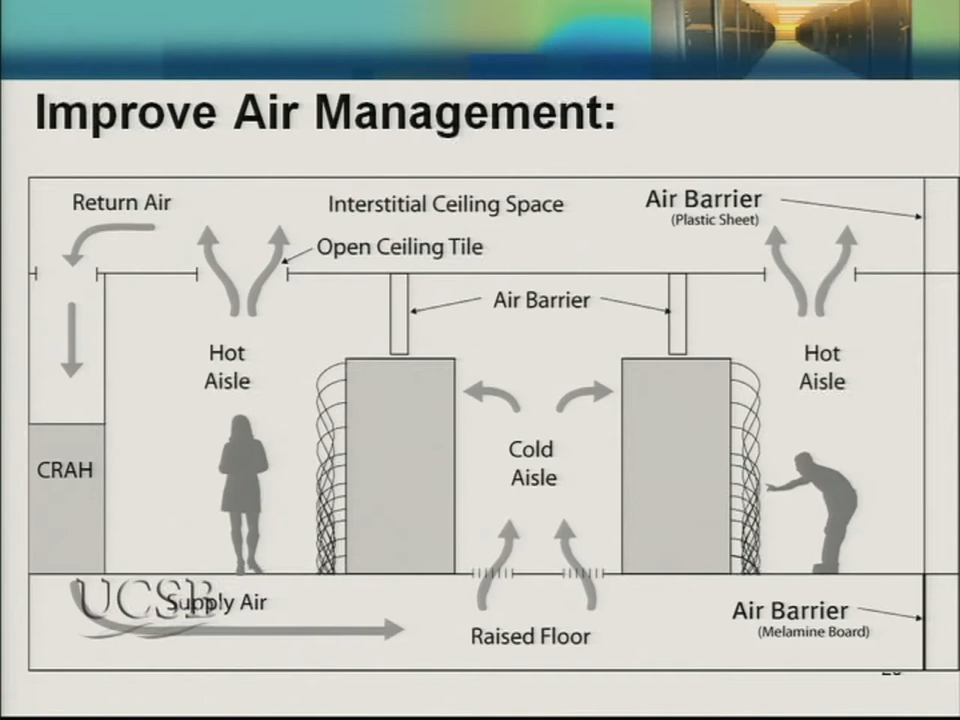 Improve Air Management:
Return Air
Interstitial Ceiling Space
Air Barrier
(Plastic Sheet)
Open Ceiling Tile
Air Barrier
Hot
Aisle
Hot
Aisle
Cold
Aisle
CRAH
UCSB
Supply Air
Raised Floor
Air Barrier
(Melamine Board)